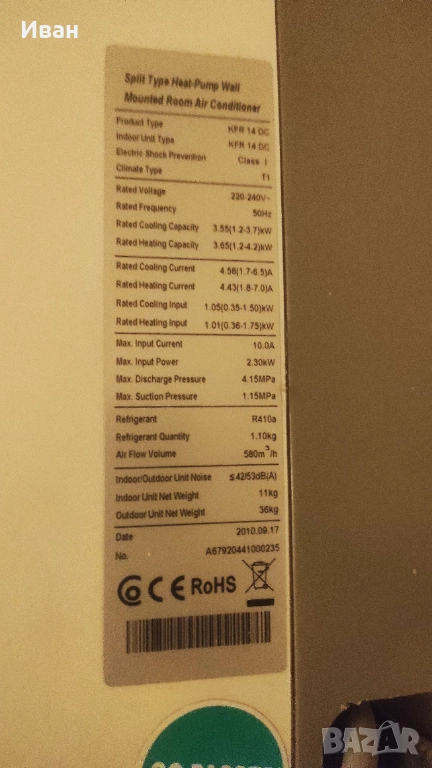 Иван
Split Type Heat-Pump Wall
Mounted Room Air Conditioner
Product Type KFR 14 DC
Indoor Unit Type KFR 14 DC
Electric Shock Prevention Class I
Climate Type T1
Rated Voltage 220-240V~
Rated Frequency 50Hz
Rated Cooling Capacity 3.55(1.2-3.7)kW
Rated Heating Capacity 3.65(1.2-4.2)kW
Rated Cooling Current 4.56(1.7-6.5)A
Rated Heating Current 4.43(1.8-7.0)A
Rated Cooling Input 1.05(0.35-1.50)kW
Rated Heating Input 1.01(0.36-1.75)kW
Max. Input Current 10.0A
Max. Input Power 2.30kW
Max. Discharge Pressure 4.15MPa
Max. Suction Pressure 1.15MPa
Refrigerant R410a
Refrigerant Quantity 1.10kg
Air Flow Volume 580m³/h
Indoor/Outdoor Unit Noise ≤42/53dB(A)
Indoor Unit Net Weight 11kg
Outdoor Unit Net Weight 36kg
Date 2010.09.17
No. A67920441000235
CE RoHS
BAZAR